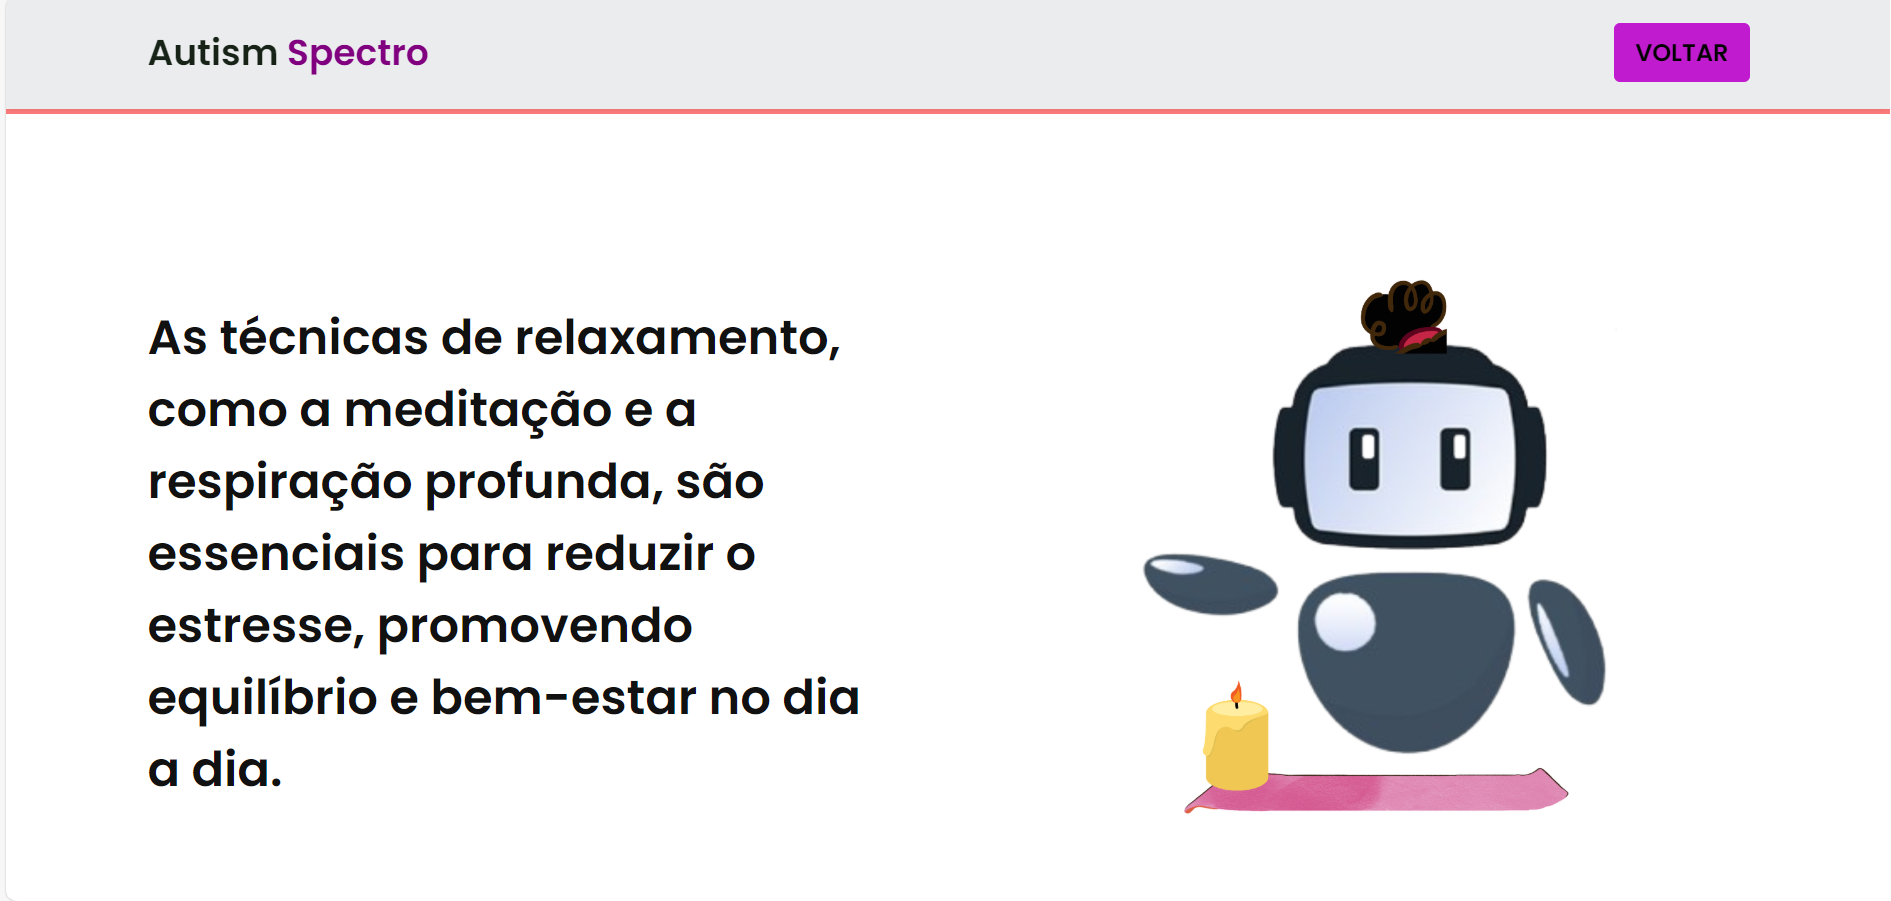 Autism Spectro
VOLTAR
As técnicas de relaxamento,
como a meditação e a
respiração profunda, são
essenciais para reduzir o
estresse, promovendo
equilíbrio e bem-estar no dia
a dia.